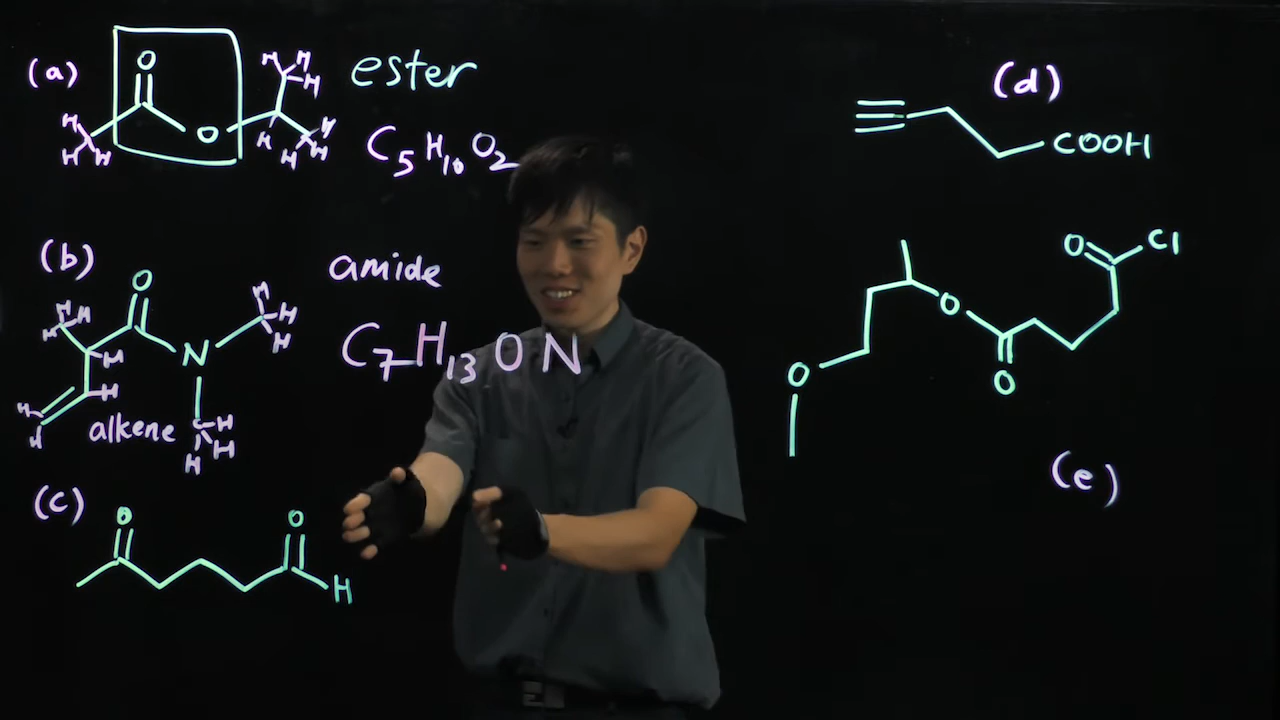 (a)
O
O
H H H
H H H
H
H H H
ester
C5H10O2
(b)
O
N
H H H
H
H
H H
H H H
H H H
C
alkene
amide
C7H13ON
(c)
O
O
H
(d)
COOH
O
Cl
O
O
O
(e)